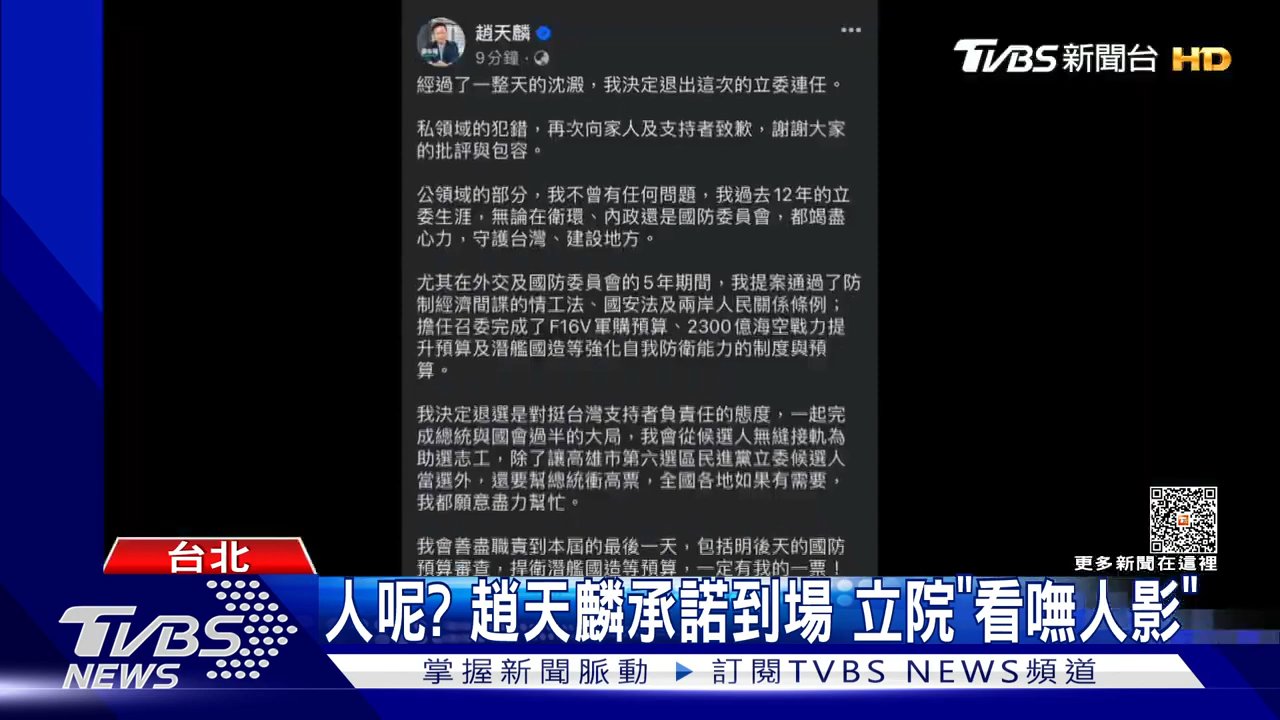 趙天麟
9分鐘
經過了一整天的沈澱，我決定退出這次的立委連任。
私領域的犯錯，再次向家人及支持者致歉，謝謝大家
的批評與包容。
公領域的部分，我不曾有任何問題，我過去12年的立
委生涯，無論在衛環、內政還是國防委員會，都竭盡
心力，守護台灣、建設地方。
尤其在外交及國防委員會的5年期間，我提案通過了防
制經濟間諜的情工法、國安法及兩岸人民關係條例；
擔任召委完成了F16V軍購預算、2300億海空戰力提
升預算及潛艦國造等強化自我防衛能力的制度與預
算。
我決定退選是對挺台灣支持者負責任的態度，一起完
成總統與國會過半的大局，我會從候選人無縫接軌為
助選志工，除了讓高雄市第六選區民進黨立委候選人
當選外，還要幫總統衝高票，全國各地如果有需要，
我都願意盡力幫忙。
我會善盡職責到本屆的最後一天，包括明後天的國防
預算審查，捍衛潛艦國造等預算，一定有我的一票！
TVBS新聞台 HD
更多新聞在這裡
台北
人呢? 趙天麟承諾到場 立院"看嘸人影"
TVBS
NEWS
掌握新聞脈動 ▶ 訂閱TVBS NEWS頻道